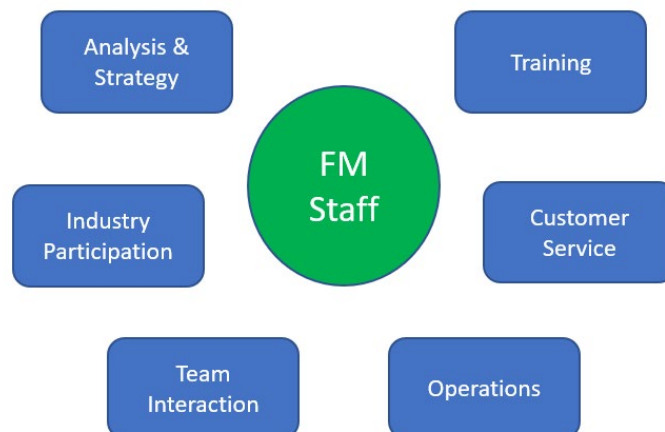 Analysis &
Strategy
Training
FM
Staff
Industry
Participation
Customer
Service
Team
Interaction
Operations